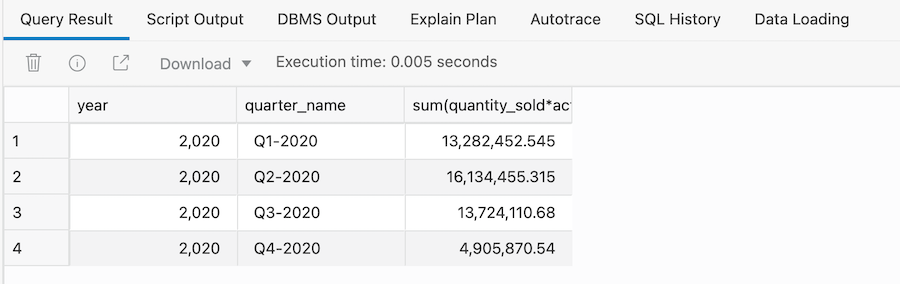 Query Result Script Output DBMS Output Explain Plan Autotrace SQL History Data Loading
Download Execution time: 0.005 seconds
year quarter_name sum(quantity_sold*ac
1 2,020 Q1-2020 13,282,452.545
2 2,020 Q2-2020 16,134,455.315
3 2,020 Q3-2020 13,724,110.68
4 2,020 Q4-2020 4,905,870.54